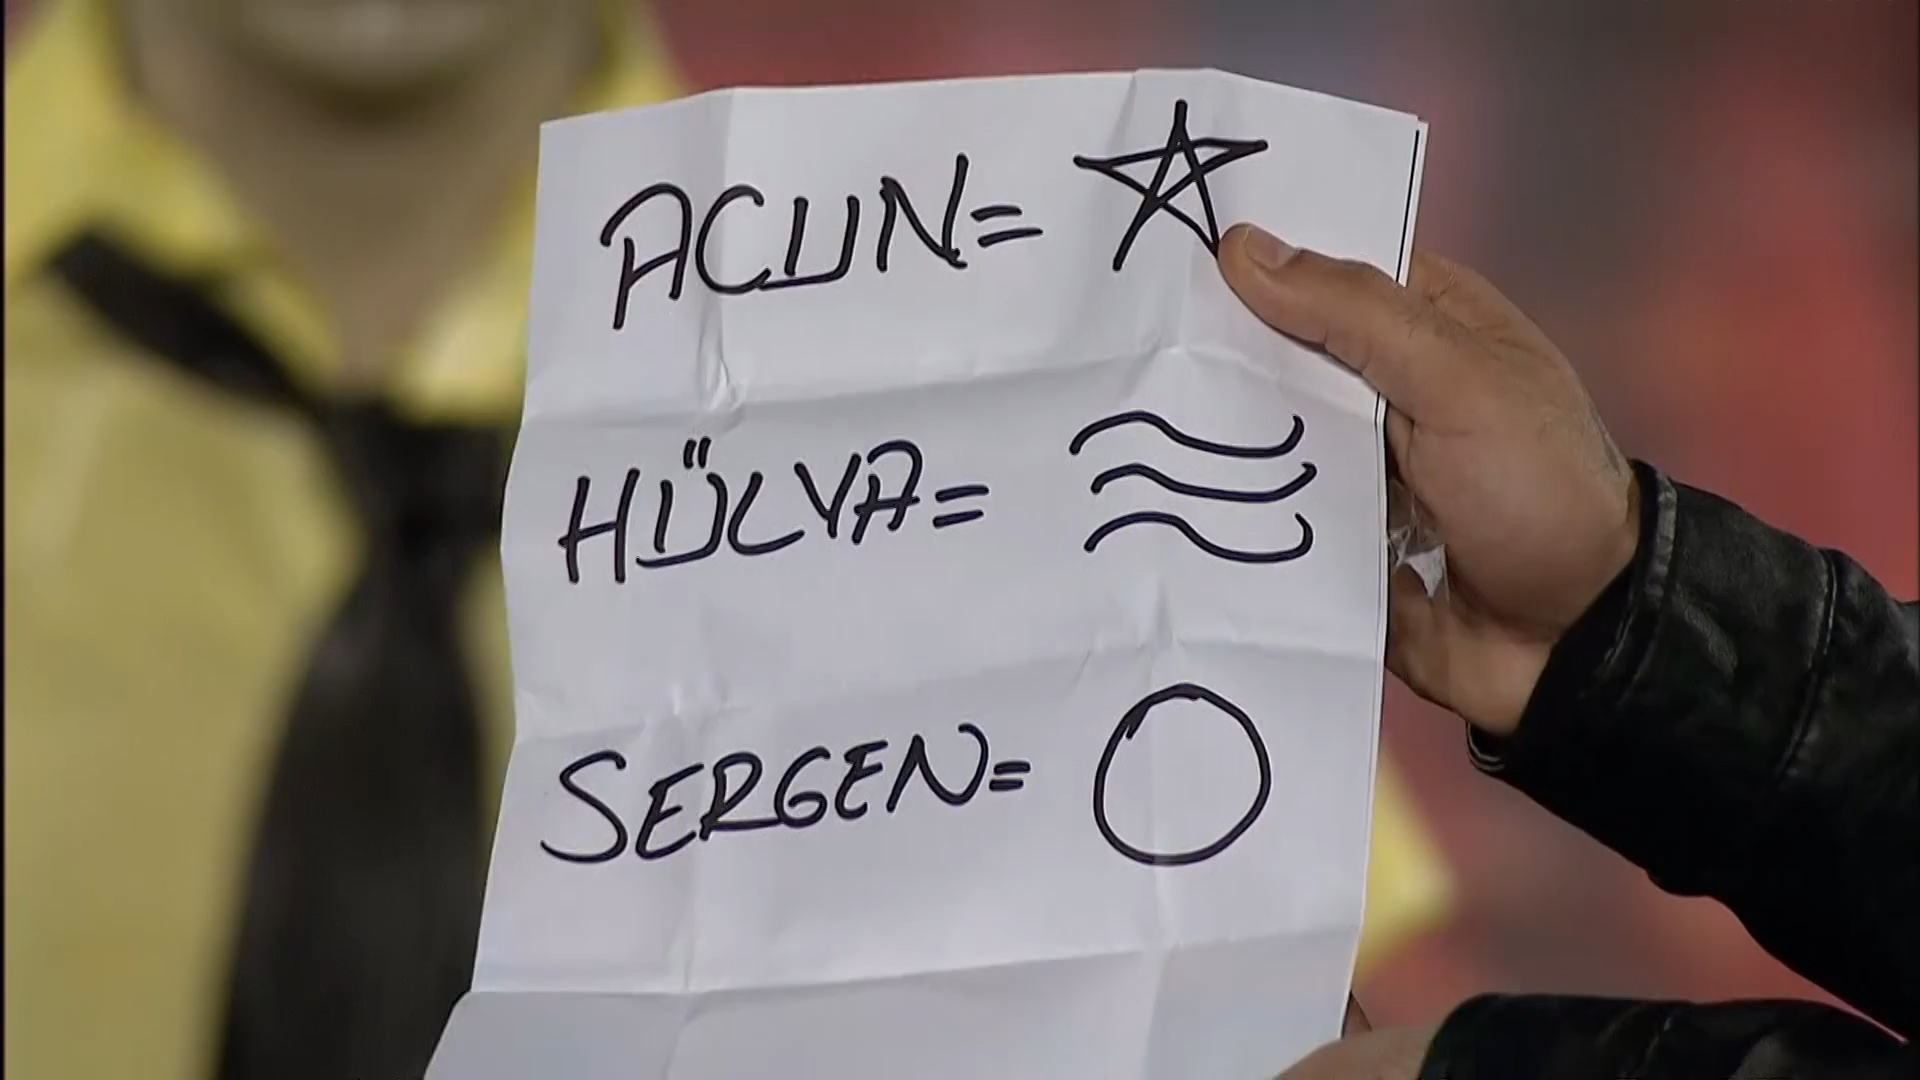 ACUN=
HÜLYA=
SERGEN=